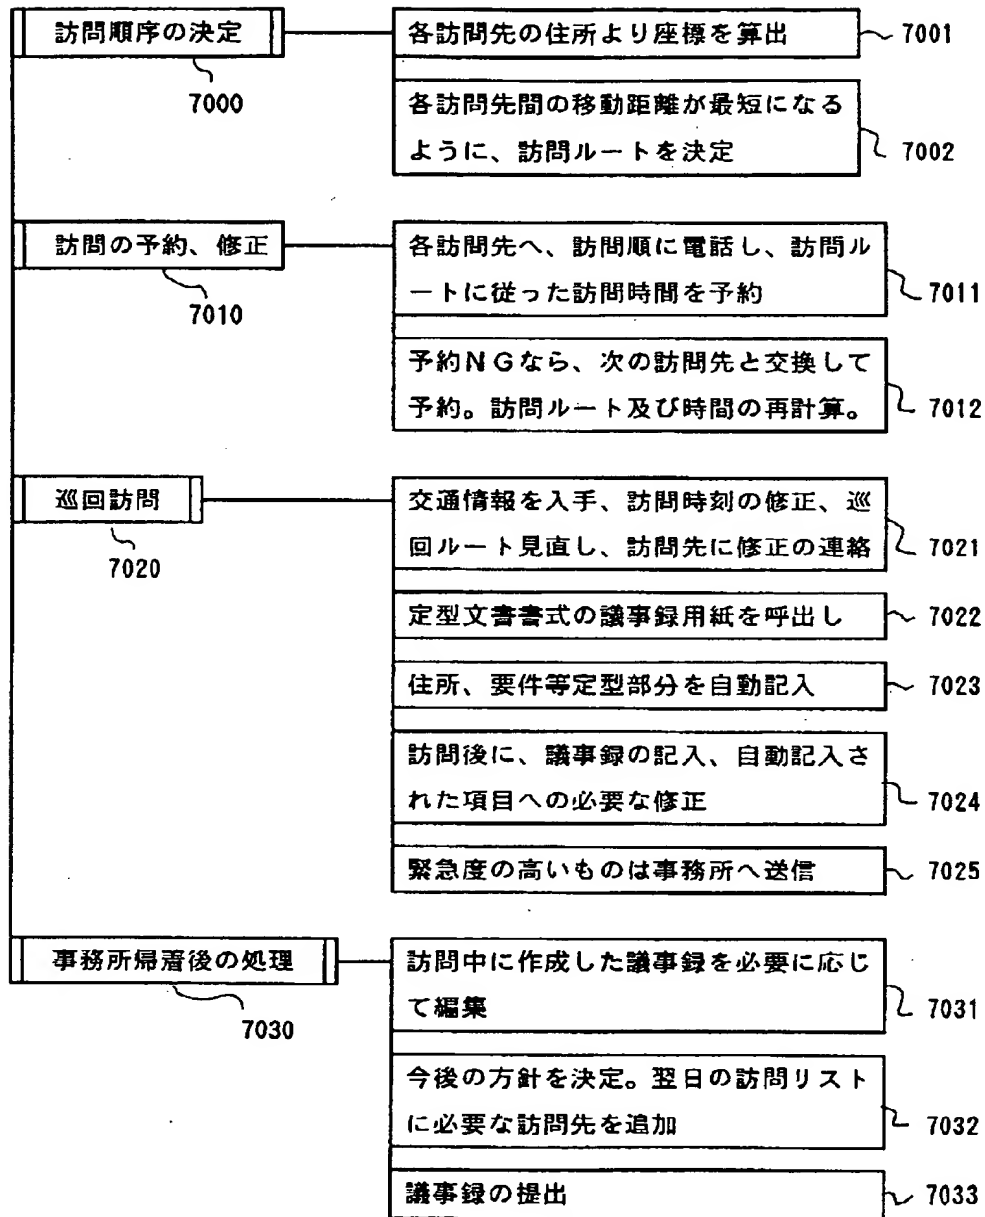 訪問順序の決定
7000
各訪問先の住所より座標を算出
7001
各訪問先間の移動距離が最短になる
ように、訪問ルートを決定
7002
訪問の予約、修正
7010
各訪問先へ、訪問順に電話し、訪問ル
ートに従った訪問時間を予約
7011
予約NGなら、次の訪問先と交換して
予約。訪問ルート及び時間の再計算。
7012
巡回訪問
7020
交通情報を入手、訪問時刻の修正、巡
回ルート見直し、訪問先に修正の連絡
7021
定型文書書式の議事録用紙を呼出し
7022
住所、要件等定型部分を自動記入
7023
訪問後に、議事録の記入、自動記入さ
れた項目への必要な修正
7024
緊急度の高いものは事務所へ送信
7025
事務所帰着後の処理
7030
訪問中に作成した議事録を必要に応じ
て編集
7031
今後の方針を決定。翌日の訪問リスト
に必要な訪問先を追加
7032
議事録の提出
7033